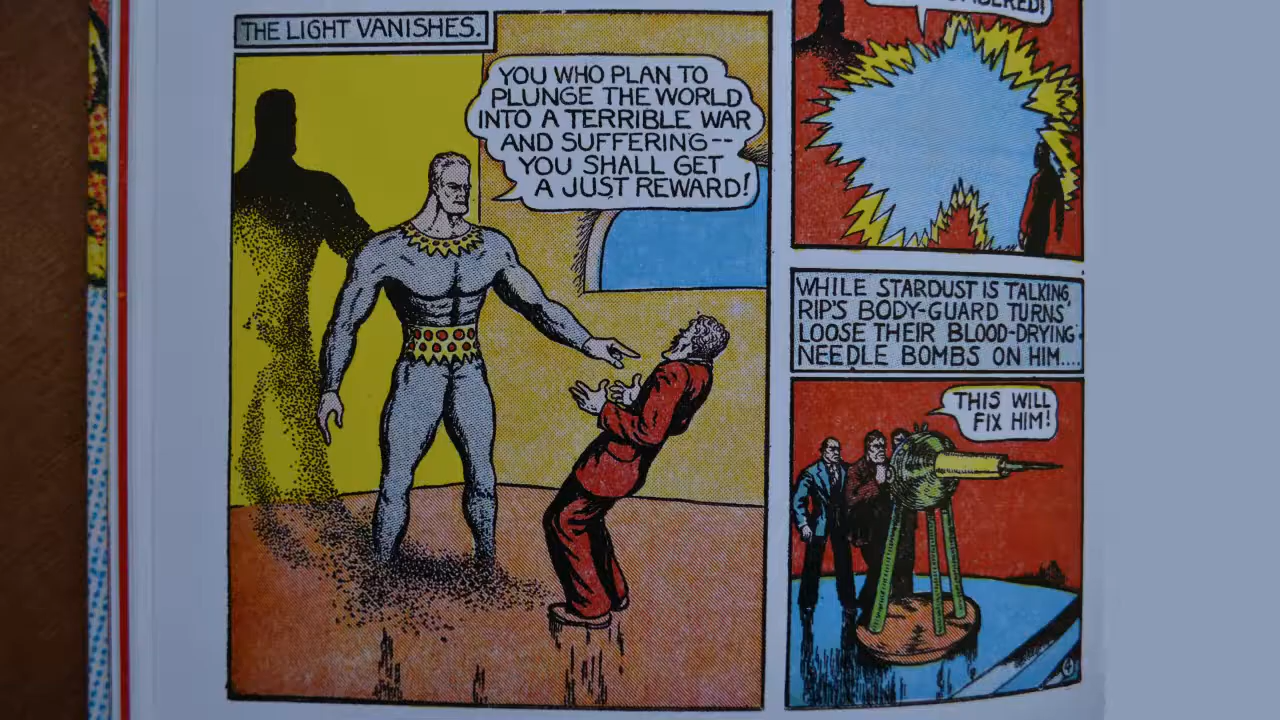 THE LIGHT VANISHES.
YOU WHO PLAN TO
PLUNGE THE WORLD
INTO A TERRIBLE WAR
AND SUFFERING--
YOU SHALL GET
A JUST REWARD!
WHILE STARDUST IS TALKING,
RIP'S BODY-GUARD TURNS
LOOSE THEIR BLOOD-DRYING
NEEDLE BOMBS ON HIM....
THIS WILL
FIX HIM!
4